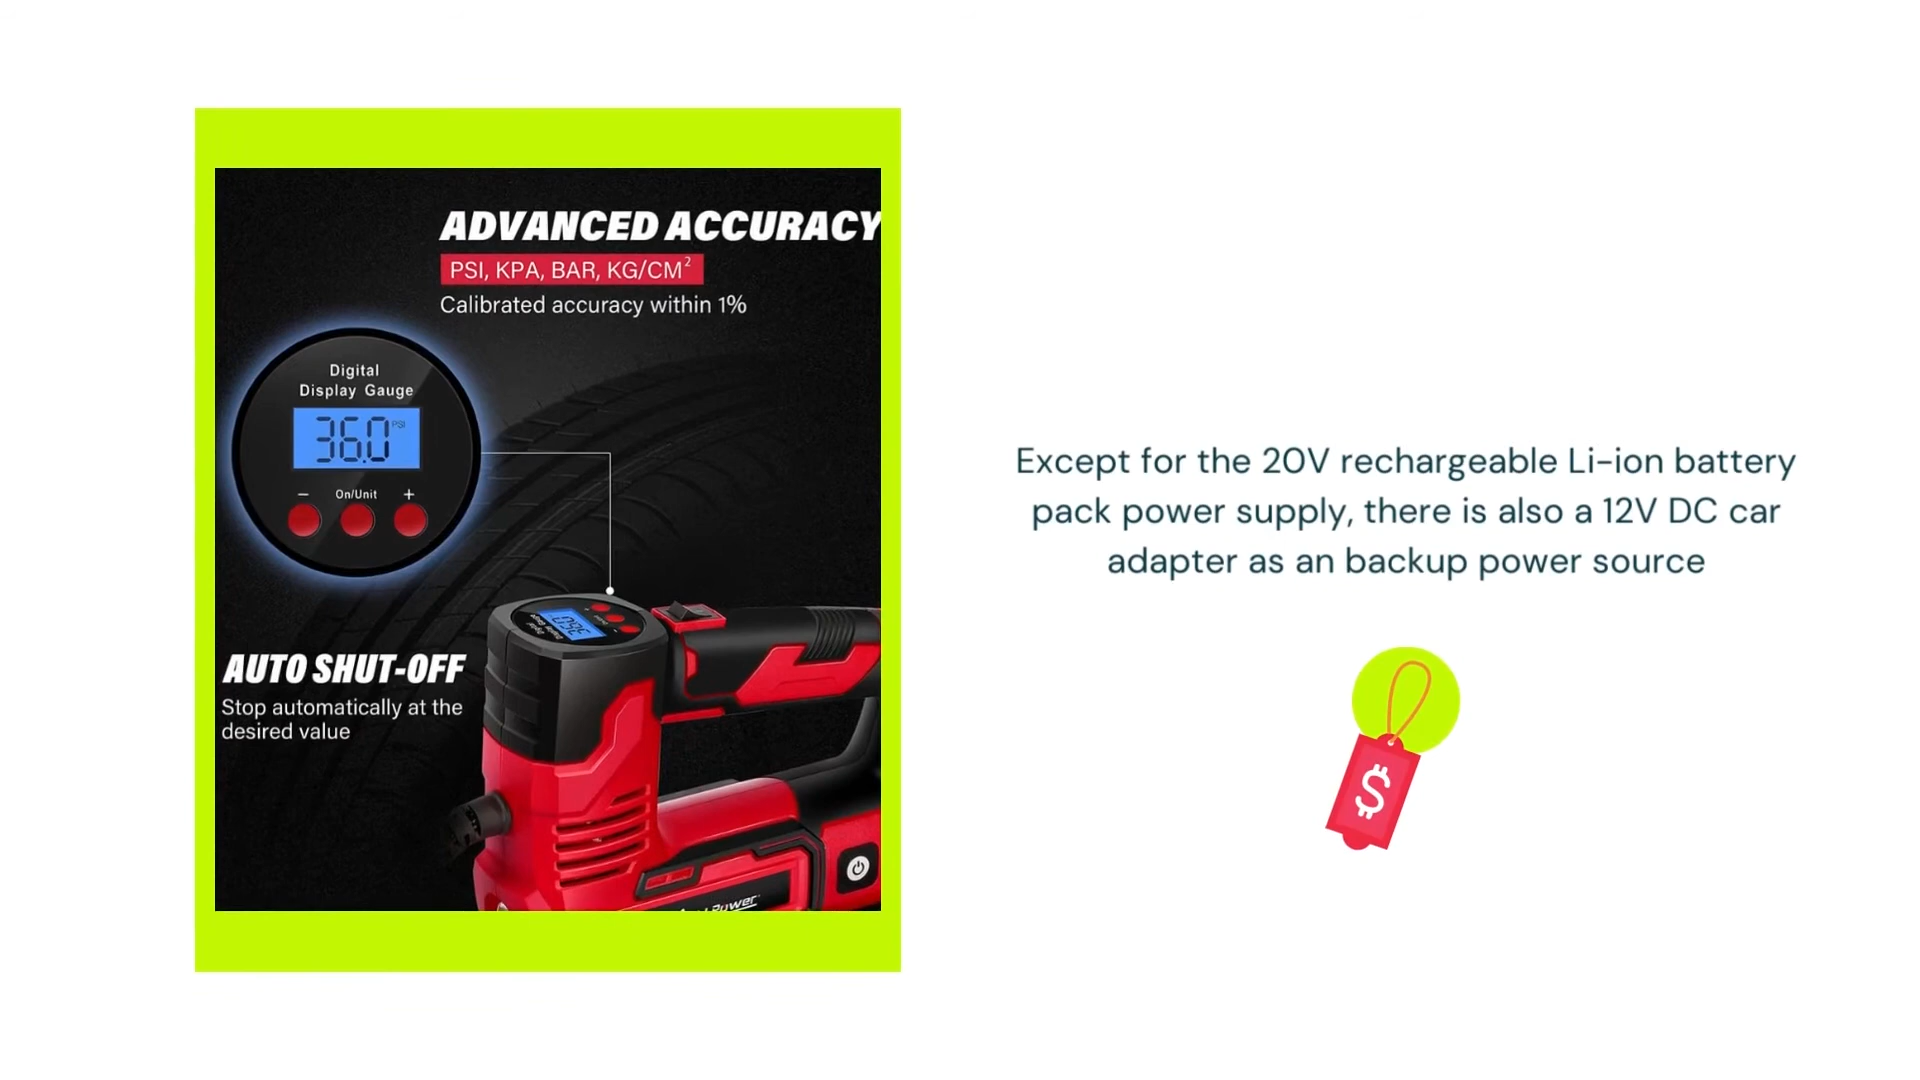 ADVANCED ACCURACY
PSI, KPA, BAR, KG/CM²
Calibrated accuracy within 1%
Digital
Display Gauge
36.0 PSI
− On/Unit +
AUTO SHUT-OFF
Stop automatically at the
desired value
Power
Except for the 20V rechargeable Li-ion battery
pack power supply, there is also a 12V DC car
adapter as an backup power source
$